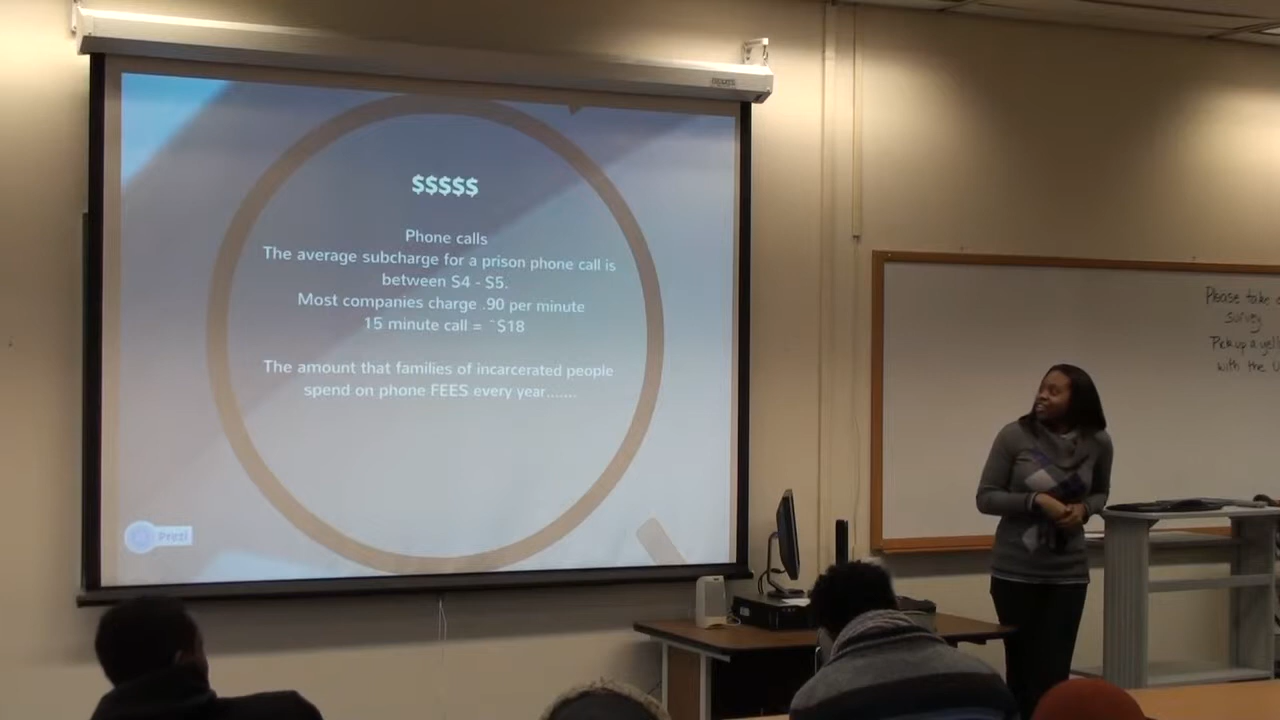 $$$$$
Phone calls
The average subcharge for a prison phone call is
between $4 - $5.
Most companies charge .90 per minute
15 minute call = ~$18
The amount that families of incarcerated people
spend on phone FEES every year.......
Prezi
Please take
survey
Pick up a
with the